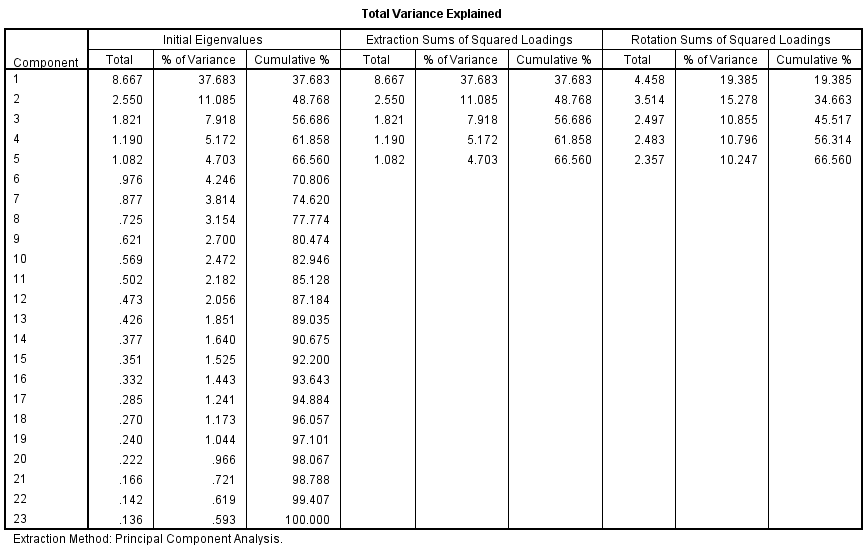 Total Variance Explained
Initial Eigenvalues Extraction Sums of Squared Loadings Rotation Sums of Squared Loadings
Component Total % of Variance Cumulative % Total % of Variance Cumulative % Total % of Variance Cumulative %
1 8.667 37.683 37.683 8.667 37.683 37.683 4.458 19.385 19.385
2 2.550 11.085 48.768 2.550 11.085 48.768 3.514 15.278 34.663
3 1.821 7.918 56.686 1.821 7.918 56.686 2.497 10.855 45.517
4 1.190 5.172 61.858 1.190 5.172 61.858 2.483 10.796 56.314
5 1.082 4.703 66.560 1.082 4.703 66.560 2.357 10.247 66.560
6 .976 4.246 70.806
7 .877 3.814 74.620
8 .725 3.154 77.774
9 .621 2.700 80.474
10 .569 2.472 82.946
11 .502 2.182 85.128
12 .473 2.056 87.184
13 .426 1.851 89.035
14 .377 1.640 90.675
15 .351 1.525 92.200
16 .332 1.443 93.643
17 .285 1.241 94.884
18 .270 1.173 96.057
19 .240 1.044 97.101
20 .222 .966 98.067
21 .166 .721 98.788
22 .142 .619 99.407
23 .136 .593 100.000
Extraction Method: Principal Component Analysis.